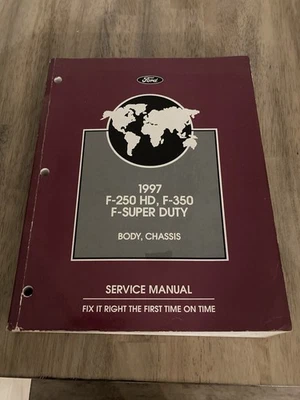 Ford
1997
F-250 HD, F-350
F-SUPER DUTY
BODY, CHASSIS
SERVICE MANUAL
FIX IT RIGHT THE FIRST TIME ON TIME